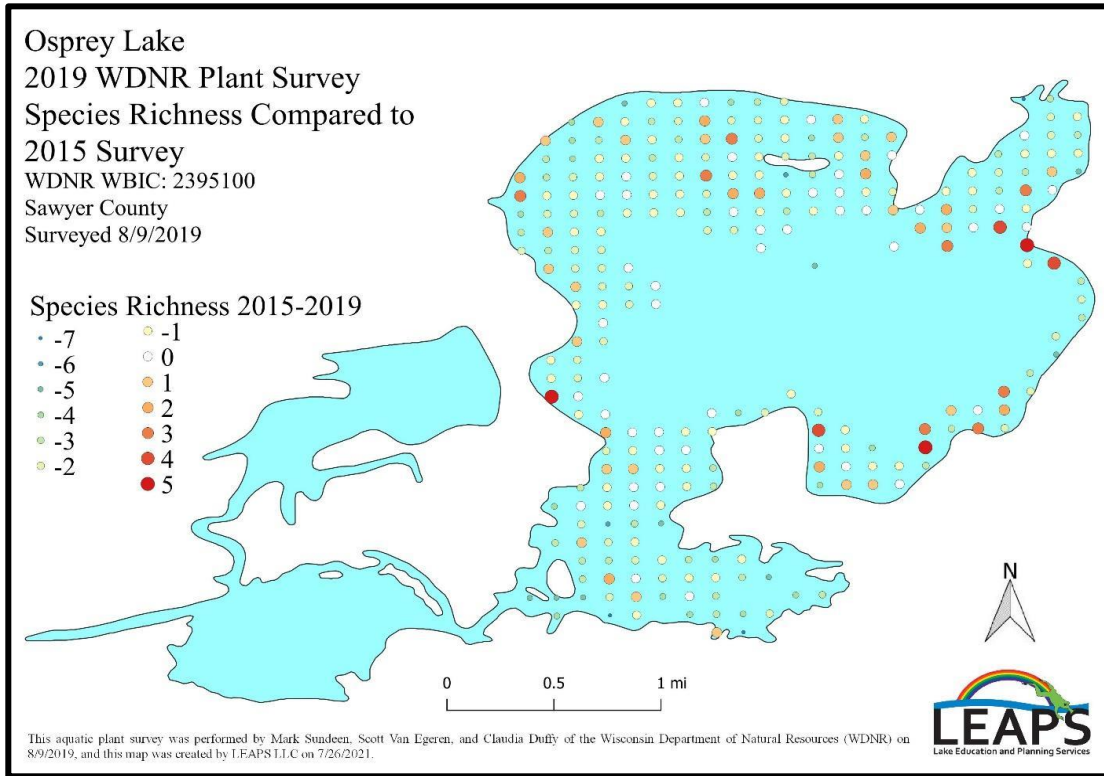 Osprey Lake
2019 WDNR Plant Survey
Species Richness Compared to
2015 Survey
WDNR WBIC: 2395100
Sawyer County
Surveyed 8/9/2019
Species Richness 2015-2019
-7
-6
-5
-4
-3
-2
-1
0
1
2
3
4
5
N
0 0.5 1 mi
LEAPS
Lake Education and Planning Services
This aquatic plant survey was performed by Mark Sundeen, Scott Van Egeren, and Claudia Duffy of the Wisconsin Department of Natural Resources (WDNR) on
8/9/2019, and this map was created by LEAPS LLC on 7/26/2021.